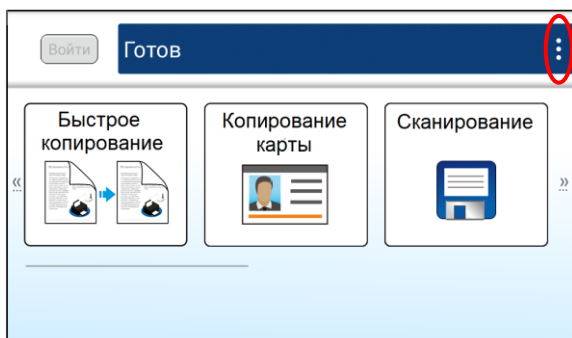 Войти
Готов
Быстрое
копирование
Копирование
карты
Сканирование
«
»